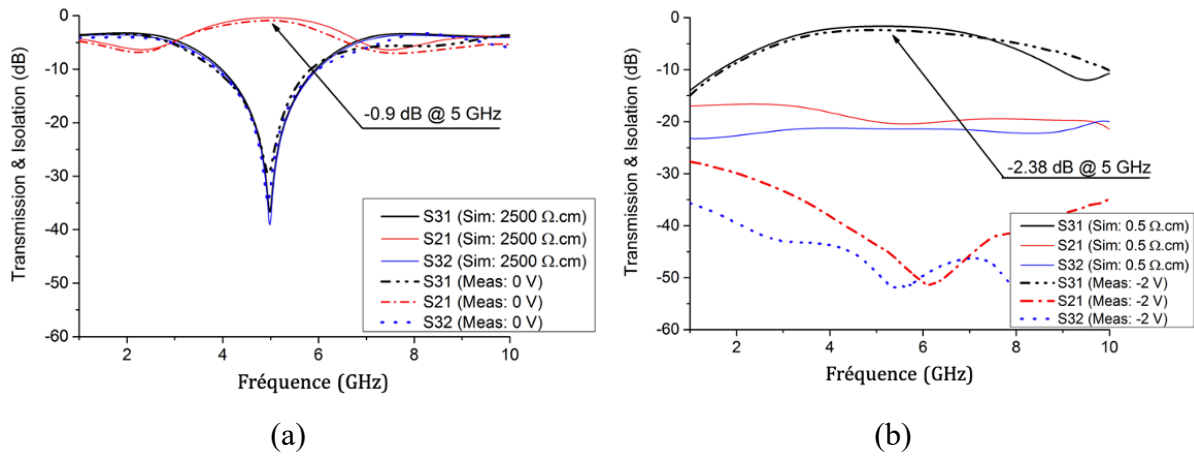 Transmission & Isolation (dB)
0
-10
-20
-30
-40
-50
-60
-0.9 dB @ 5 GHz
S31 (Sim: 2500 Ω.cm)
S21 (Sim: 2500 Ω.cm)
S32 (Sim: 2500 Ω.cm)
S31 (Meas: 0 V)
S21 (Meas: 0 V)
S32 (Meas: 0 V)
2 4 6 8 10
Fréquence (GHz)
(a)
Transmission & Isolation (dB)
0
-10
-20
-30
-40
-50
-60
-2.38 dB @ 5 GHz
S31 (Sim: 0.5 Ω.cm)
S21 (Sim: 0.5 Ω.cm)
S32 (Sim: 0.5 Ω.cm)
S31 (Meas: -2 V)
S21 (Meas: -2 V)
S32 (Meas: -2 V)
2 4 6 8 10
Fréquence (GHz)
(b)